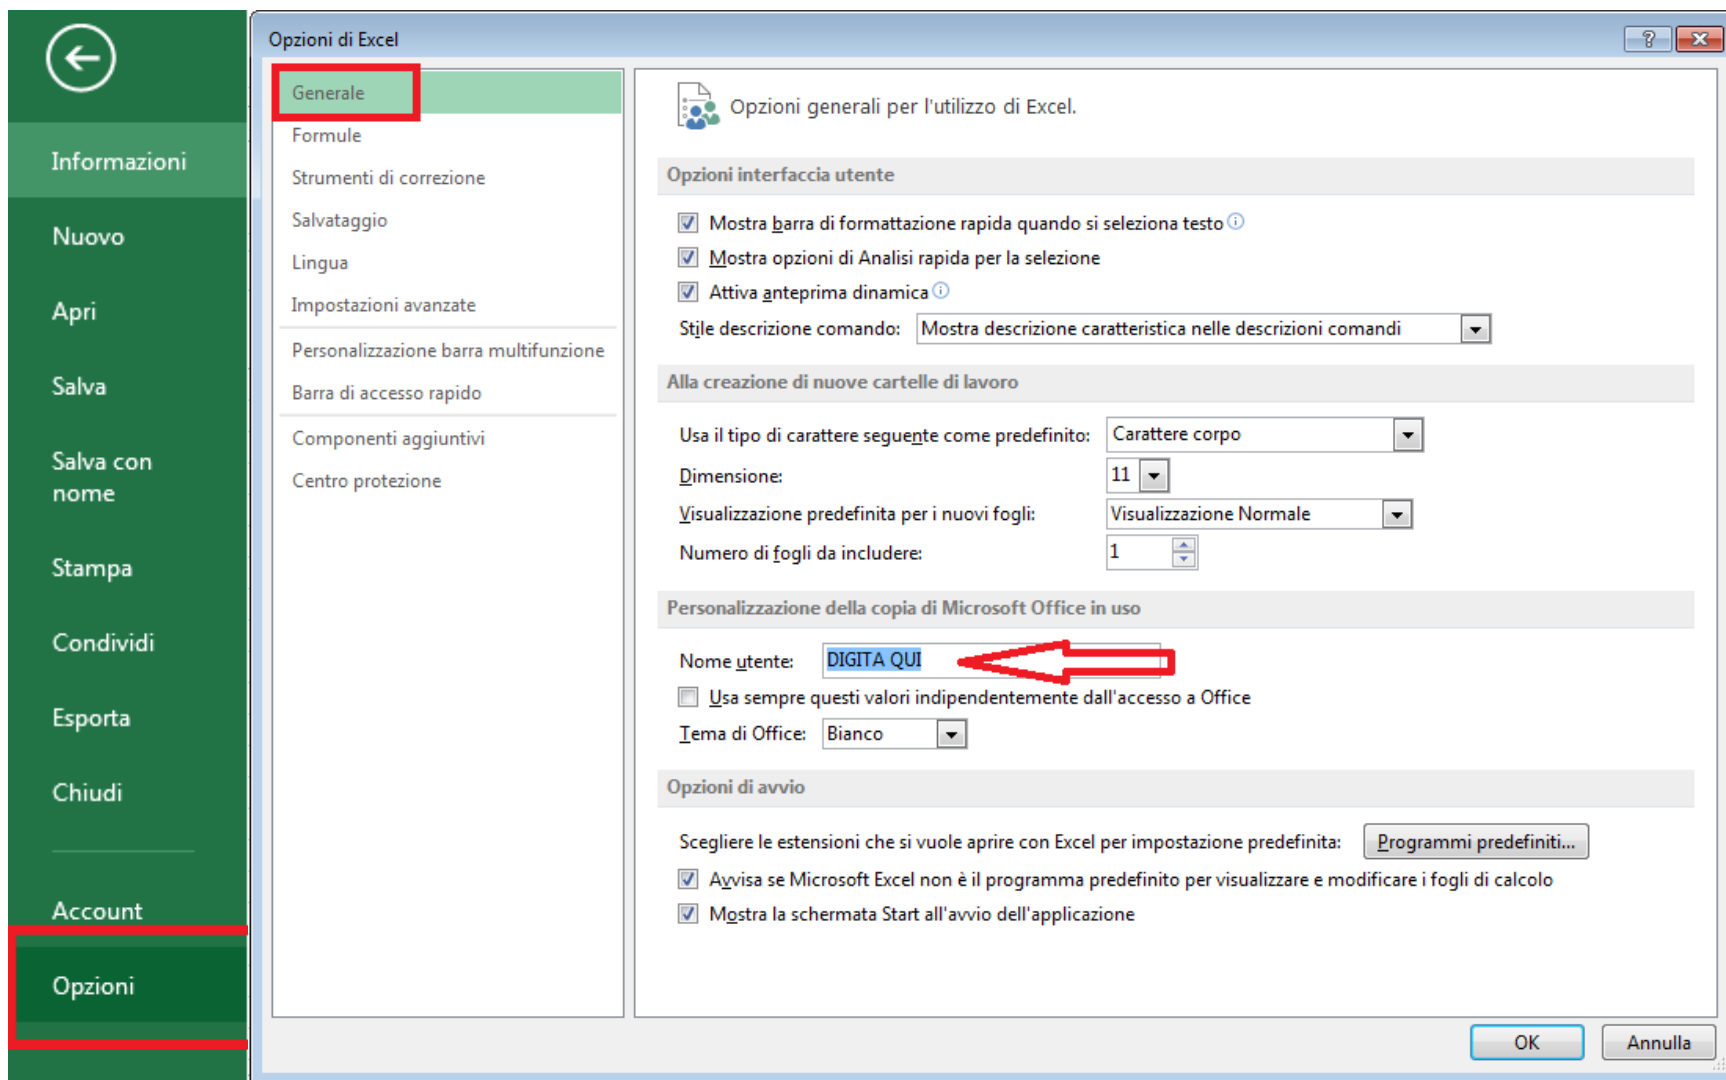 Informazioni
Nuovo
Apri
Salva
Salva con
nome
Stampa
Condividi
Esporta
Chiudi
Account
Opzioni
Opzioni di Excel
Generale
Formule
Strumenti di correzione
Salvataggio
Lingua
Impostazioni avanzate
Personalizzazione barra multifunzione
Barra di accesso rapido
Componenti aggiuntivi
Centro protezione
Opzioni generali per l'utilizzo di Excel.
Opzioni interfaccia utente
Mostra barra di formattazione rapida quando si seleziona testo
Mostra opzioni di Analisi rapida per la selezione
Attiva anteprima dinamica
Stile descrizione comando: Mostra descrizione caratteristica nelle descrizioni comandi
Alla creazione di nuove cartelle di lavoro
Usa il tipo di carattere seguente come predefinito: Carattere corpo
Dimensione: 11
Visualizzazione predefinita per i nuovi fogli: Visualizzazione Normale
Numero di fogli da includere: 1
Personalizzazione della copia di Microsoft Office in uso
Nome utente: DIGITA QUI
Usa sempre questi valori indipendentemente dall'accesso a Office
Tema di Office: Bianco
Opzioni di avvio
Scegliere le estensioni che si vuole aprire con Excel per impostazione predefinita: Programmi predefiniti...
Avvisa se Microsoft Excel non è il programma predefinito per visualizzare e modificare i fogli di calcolo
Mostra la schermata Start all'avvio dell'applicazione
OK Annulla